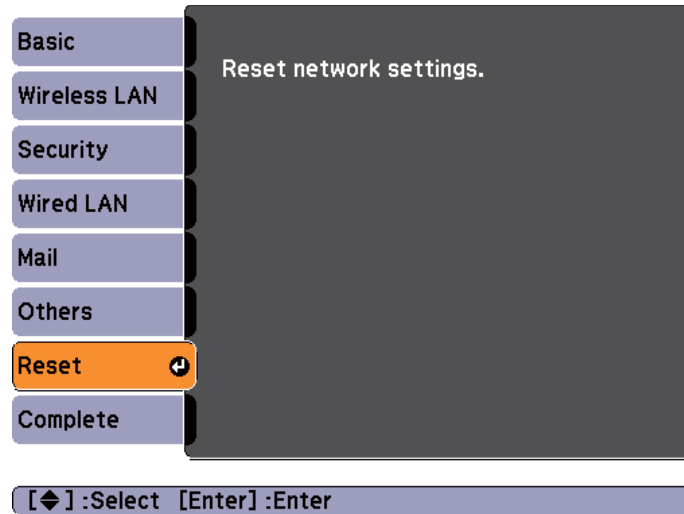 Basic
Wireless LAN
Security
Wired LAN
Mail
Others
Reset
Complete
Reset network settings.
[◆] :Select [Enter] :Enter